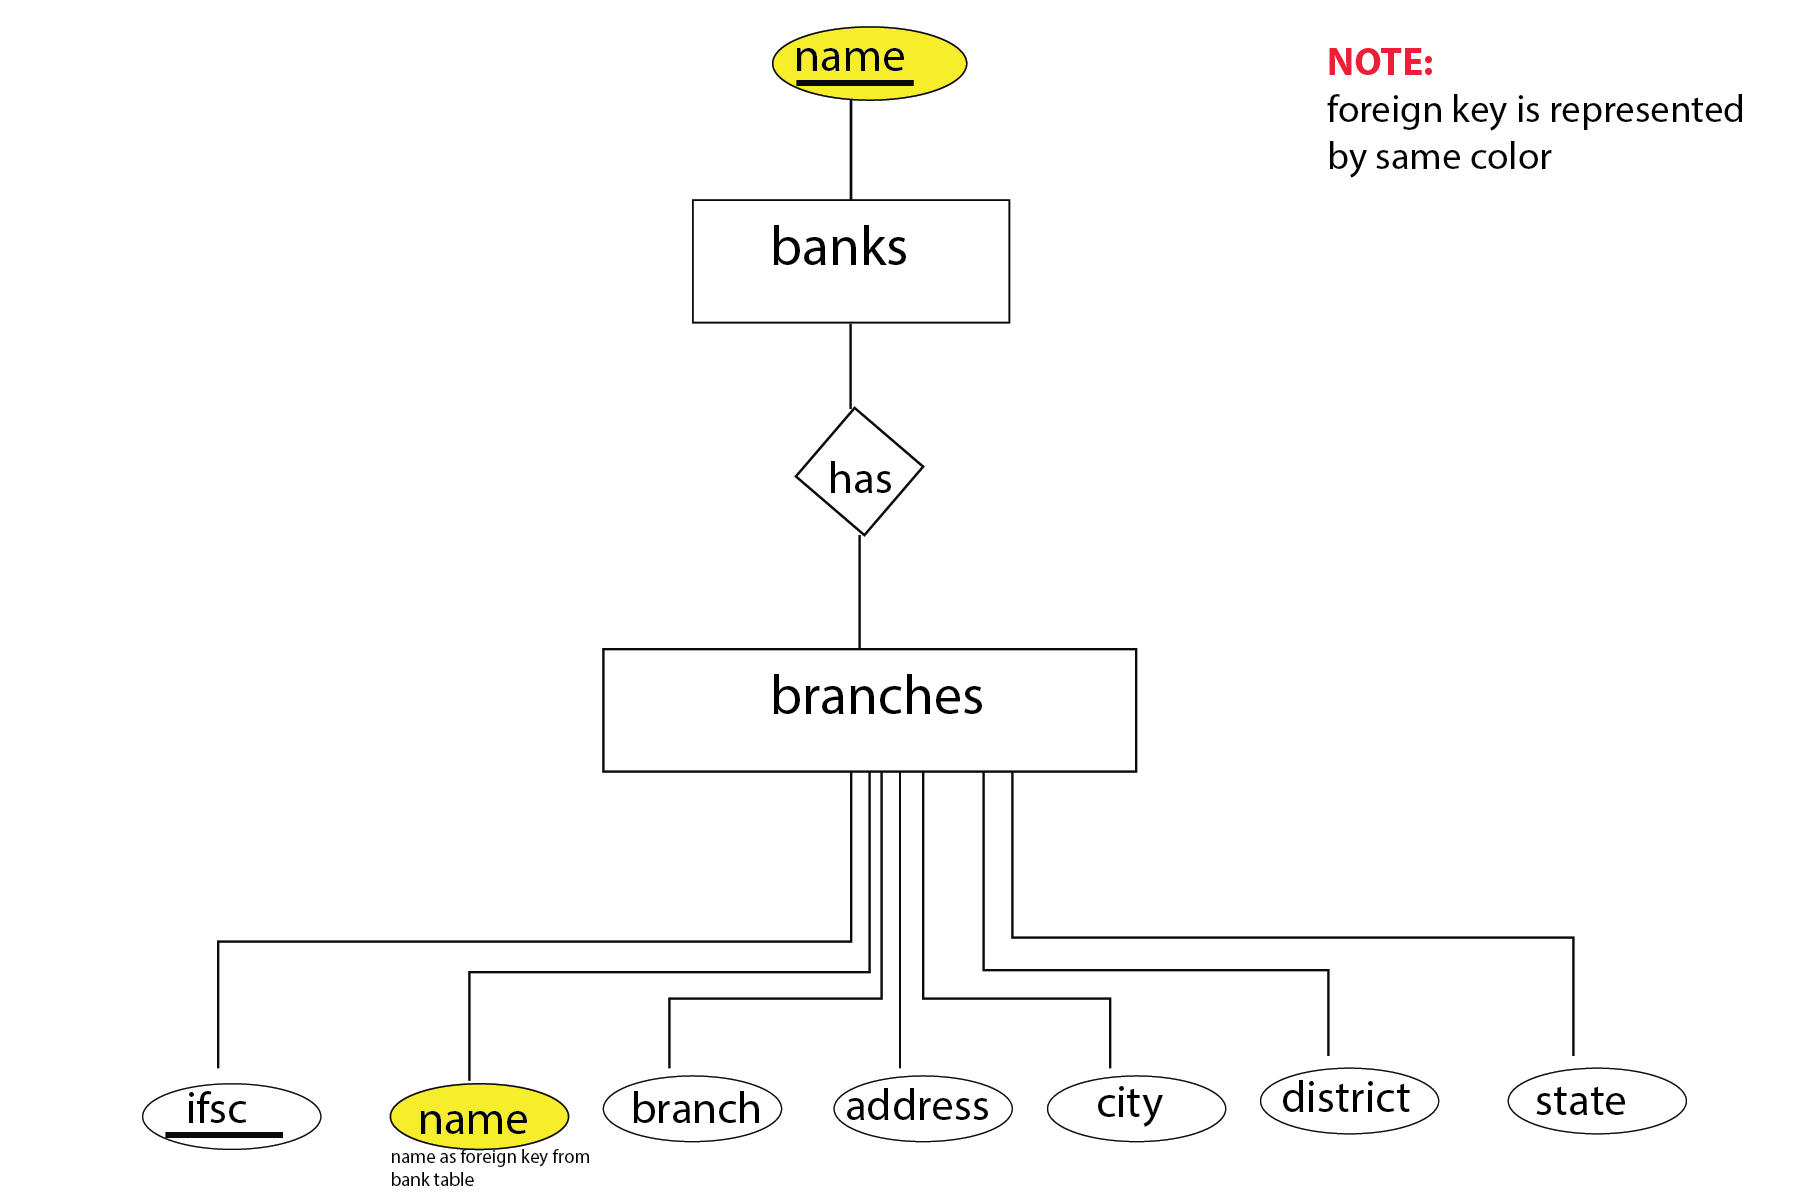 name
NOTE:
foreign key is represented
by same color
banks
has
branches
ifsc
name
branch
address
city
district
state
name as foreign key from
bank table